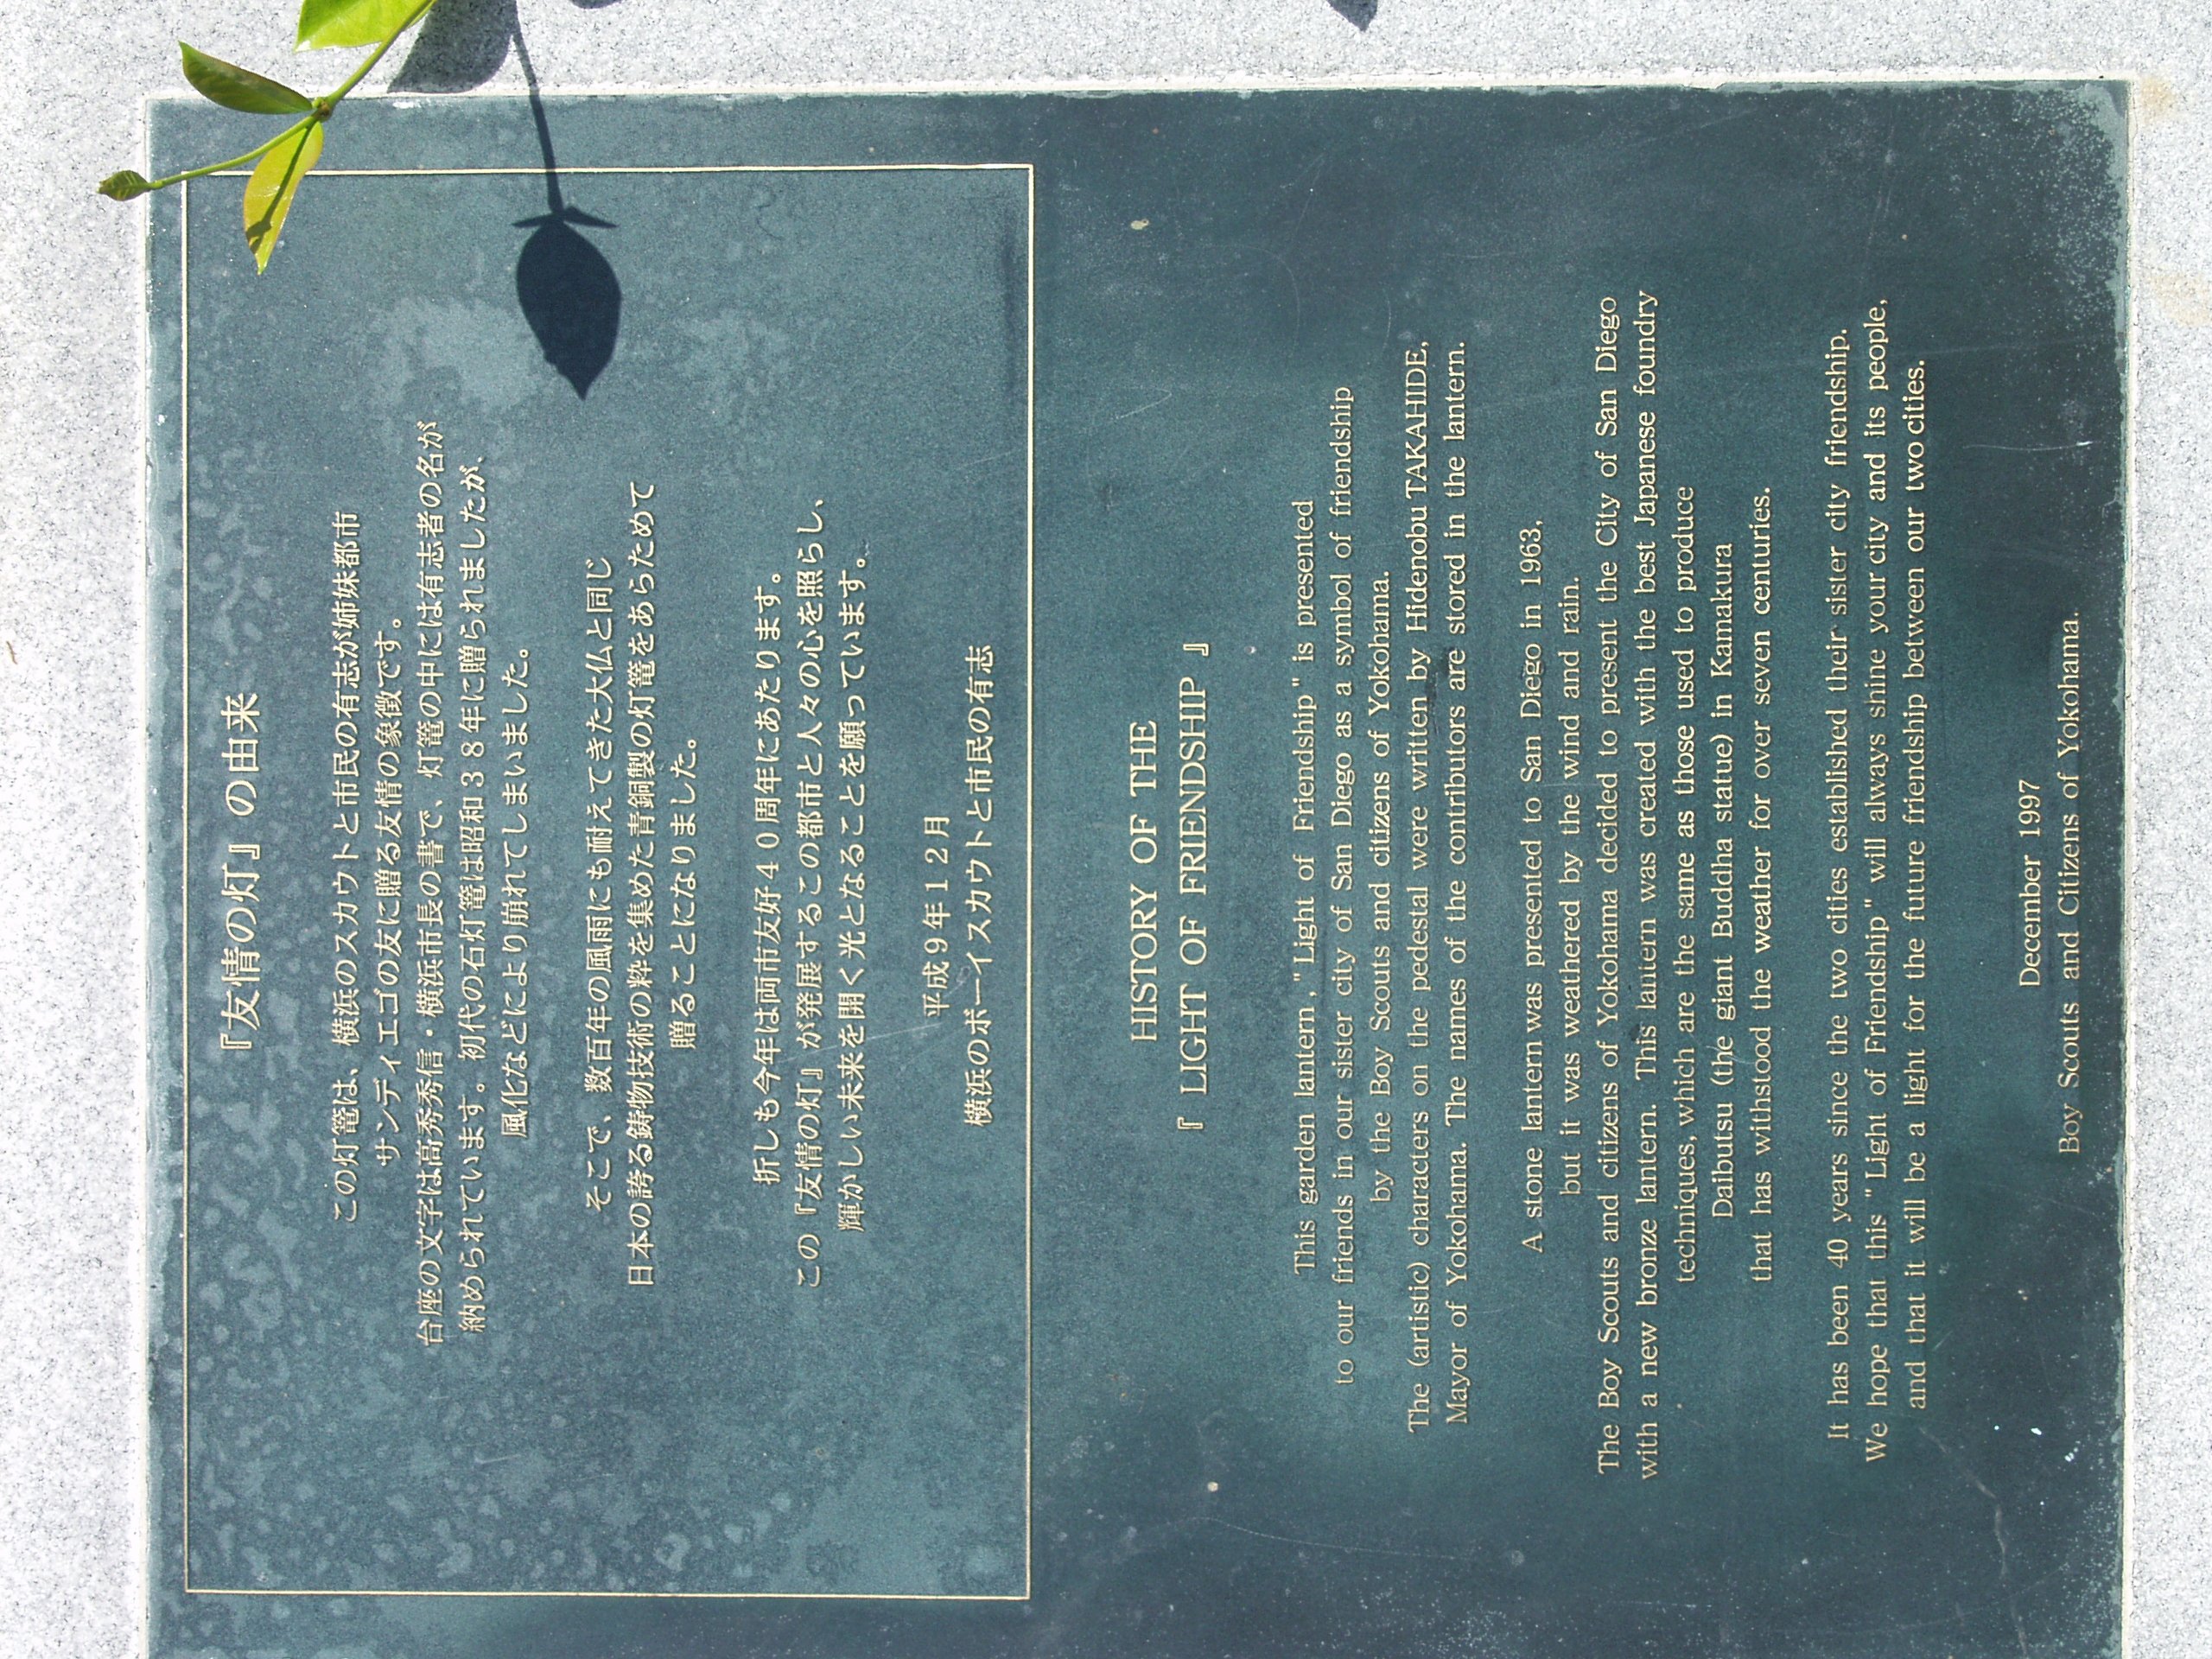 『友情の灯』の由来
この灯篭は、横浜のスカウトと市民の有志が姉妹都市
サンディエゴの友に贈る友情の象徴です。
台座の文字は高秀秀信・横浜市長の書で、灯篭の中には有志者の名が
納められています。初代の石灯篭は昭和38年に贈られましたが、
風化などにより崩れてしまいました。
そこで、数百年の風雨にも耐えてきた大仏と同じ
日本の誇る鋳物技術の粋を集めた青銅製の灯篭をあらためて
贈ることになりました。
折しも今年は両市友好40周年にあたります。
この『友情の灯』が発展するこの都市と人々の心を照らし、
輝かしい未来を開く光となることを願っています。
平成9年12月
横浜のボーイスカウトと市民の有志
HISTORY OF THE
『 LIGHT OF FRIENDSHIP 』
This garden lantern ," Light of Friendship " is presented
to our friends in our sister city of San Diego as a symbol of friendship
by the Boy Scouts and citizens of Yokohama.
The (artistic) characters on the pedestal were written by Hidenobu TAKAHIDE,
Mayor of Yokohama. The names of the contributors are stored in the lantern.
A stone lantern was presented to San Diego in 1963,
but it was weathered by the wind and rain.
The Boy Scouts and citizens of Yokohama decided to present the City of San Diego
with a new bronze lantern. This lantern was created with the best Japanese foundry
techniques, which are the same as those used to produce
Daibutsu (the giant Buddha statue) in Kamakura
that has withstood the weather for over seven centuries.
It has been 40 years since the two cities established their sister city friendship.
We hope that this " Light of Friendship " will always shine your city and its people,
and that it will be a light for the future friendship between our two cities.
December 1997
Boy Scouts and Citizens of Yokohama.